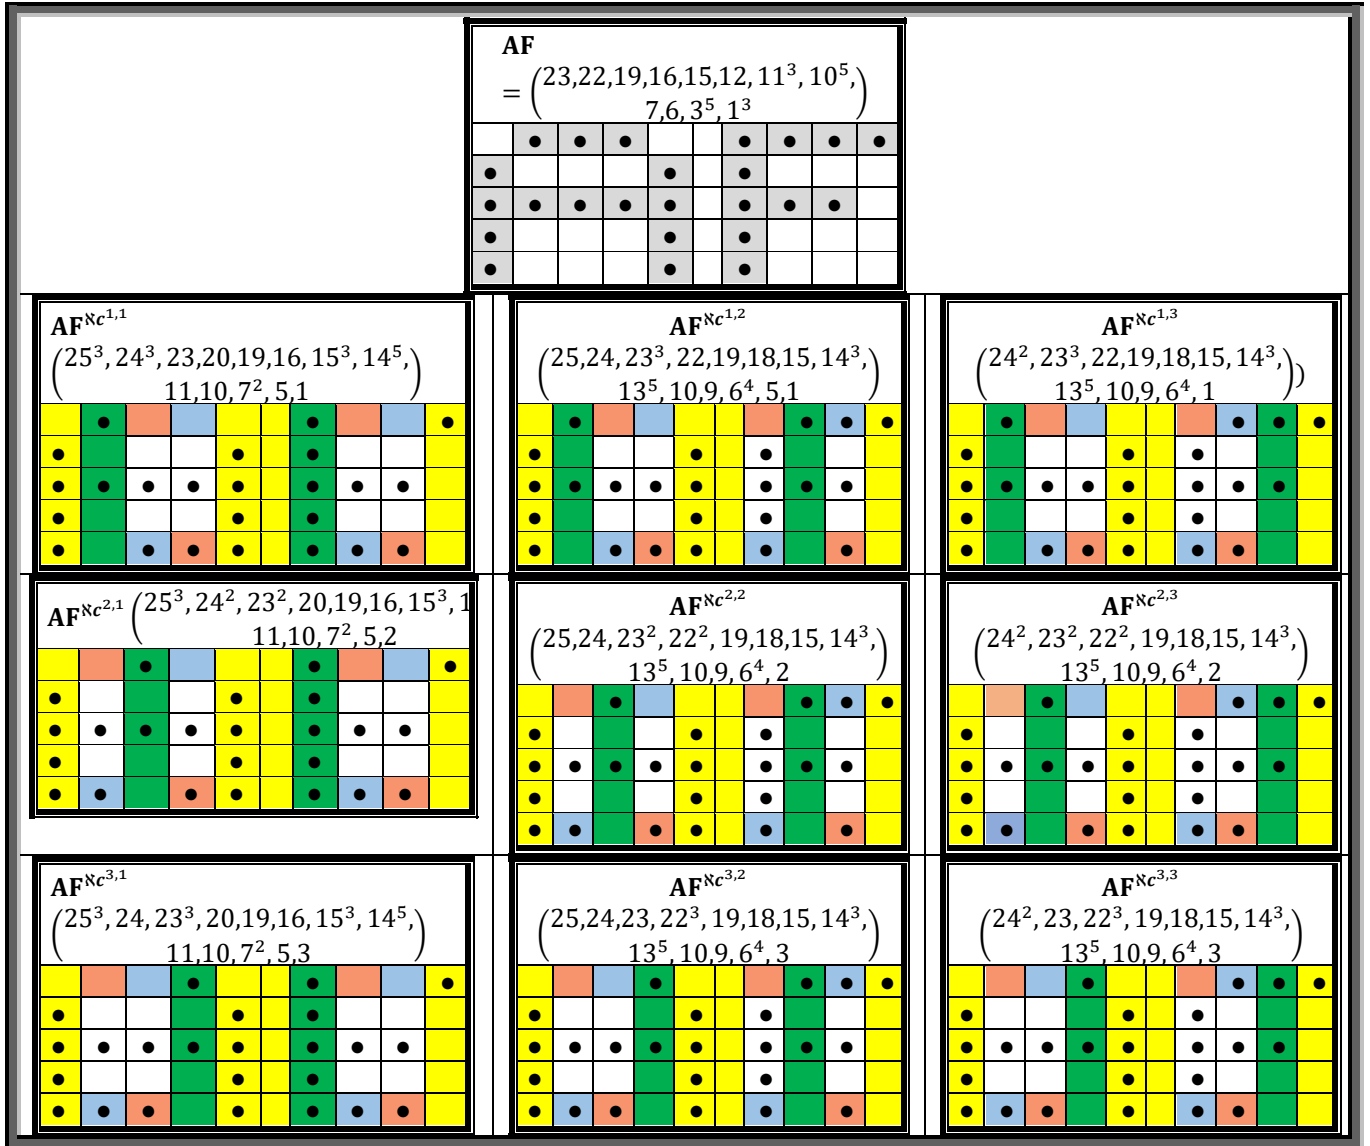 AF
= (23,22,19,16,15,12, 11³, 10⁵,
7,6, 3⁵, 1³)
AF^ℵc^1,1
(25³, 24³, 23,20,19,16, 15³, 14⁵,
11,10, 7², 5,1)
AF^ℵc^1,2
(25,24, 23³, 22,19,18,15, 14³,
13⁵, 10,9, 6⁴, 5,1)
AF^ℵc^1,3
(24², 23³, 22,19,18,15, 14³,
13⁵, 10,9, 6⁴, 1))
AF^ℵc^2,1 (25³, 24², 23², 20,19,16, 15³, 1
11,10, 7², 5,2)
AF^ℵc^2,2
(25,24, 23², 22², 19,18,15, 14³,
13⁵, 10,9, 6⁴, 2)
AF^ℵc^2,3
(24², 23², 22², 19,18,15, 14³,
13⁵, 10,9, 6⁴, 2)
AF^ℵc^3,1
(25³, 24, 23³, 20,19,16, 15³, 14⁵,
11,10, 7², 5,3)
AF^ℵc^3,2
(25,24,23, 22³, 19,18,15, 14³,
13⁵, 10,9, 6⁴, 3)
AF^ℵc^3,3
(24², 23, 22³, 19,18,15, 14³,
13⁵, 10,9, 6⁴, 3)